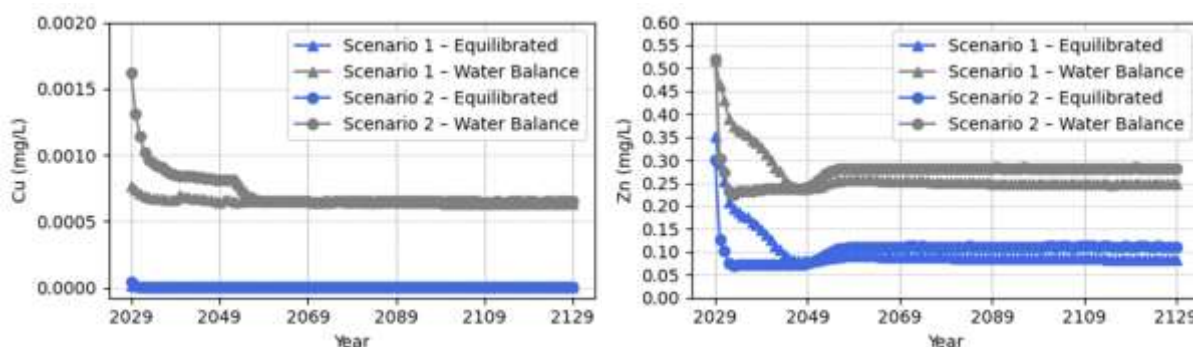 Cu (mg/L)
0.0020
0.0015
0.0010
0.0005
0.0000
Scenario 1 – Equilibrated
Scenario 1 – Water Balance
Scenario 2 – Equilibrated
Scenario 2 – Water Balance
2029 2049 2069 2089 2109 2129
Year
Zn (mg/L)
0.60
0.55
0.50
0.45
0.40
0.35
0.30
0.25
0.20
0.15
0.10
0.05
0.00
Scenario 1 – Equilibrated
Scenario 1 – Water Balance
Scenario 2 – Equilibrated
Scenario 2 – Water Balance
2029 2049 2069 2089 2109 2129
Year